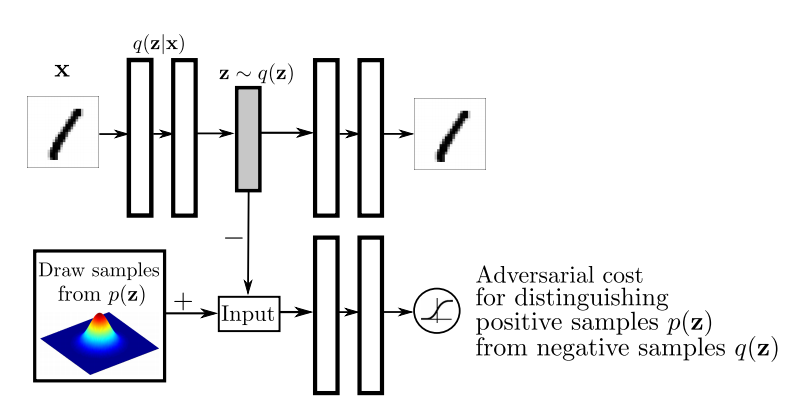 q(z|x)
x
z ∼ q(z)
−
Draw samples
from p(z)
+
Input
Adversarial cost
for distinguishing
positive samples p(z)
from negative samples q(z)